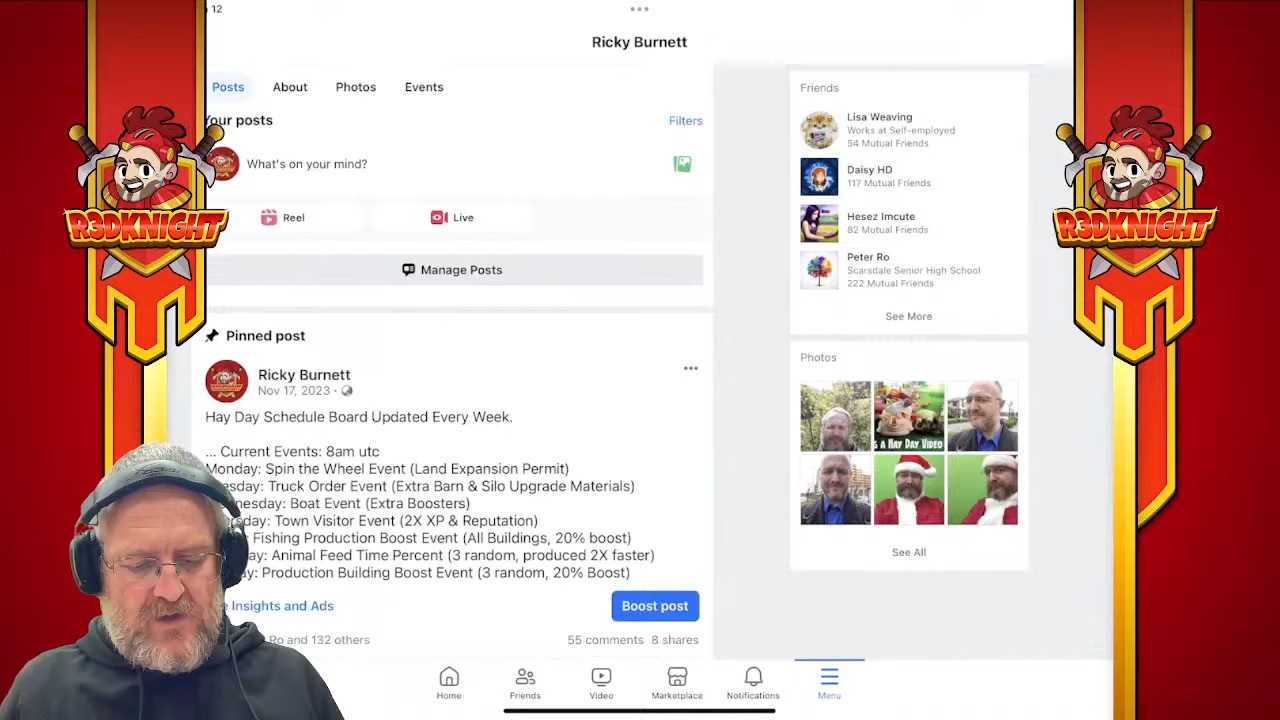 12
Ricky Burnett
Posts
About
Photos
Events
Your posts
Filters
What's on your mind?
Reel
Live
Manage Posts
Pinned post
Ricky Burnett
Nov 17, 2023 ·
Hay Day Schedule Board Updated Every Week.
... Current Events: 8am utc
Monday: Spin the Wheel Event (Land Expansion Permit)
Truck Order Event (Extra Barn & Silo Upgrade Materials)
Boat Event (Extra Boosters)
Town Visitor Event (2X XP & Reputation)
Fishing Production Boost Event (All Buildings, 20% boost)
Animal Feed Time Percent (3 random, produced 2X faster)
Production Building Boost Event (3 random, 20% Boost)
Insights and Ads
Boost post
Ro and 132 others
55 comments 8 shares
Friends
Lisa Weaving
Works at Self-employed
54 Mutual Friends
Daisy HD
117 Mutual Friends
Hesez Imcute
82 Mutual Friends
Peter Ro
Scarsdale Senior High School
222 Mutual Friends
See More
Photos
G A HAY DAY VIDEO
See All
Home
Friends
Video
Marketplace
Notifications
Menu
R3DKNIGHT
R3DKNIGHT